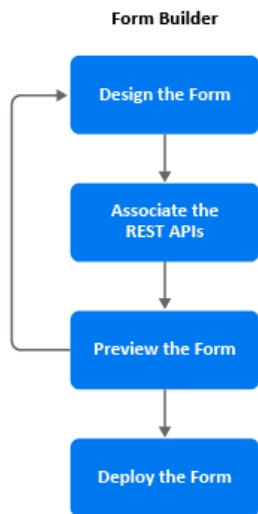 Form Builder
Design the Form
Associate the
REST APIs
Preview the Form
Deploy the Form